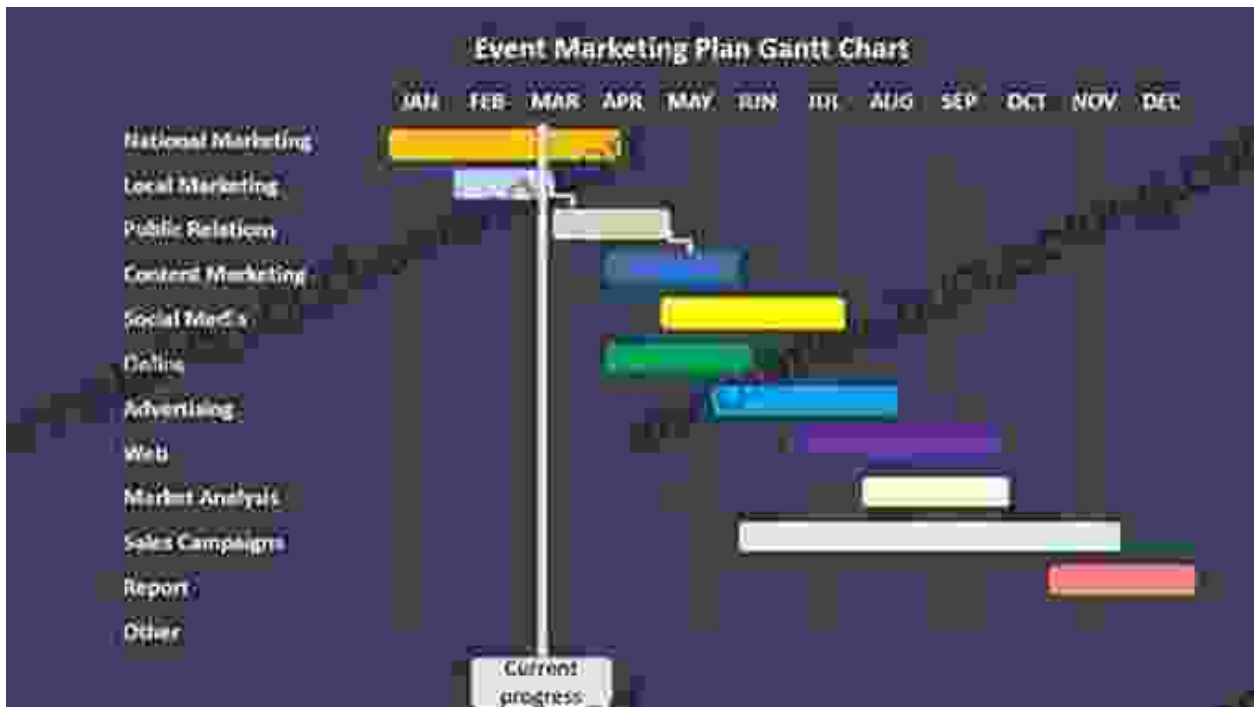 Event Marketing Plan Gantt Chart
JAN FEB MAR APR MAY JUN JUL AUG SEP OCT NOV DEC
National Marketing
Local Marketing
Public Relations
Content Marketing
Social Media
Online
Advertising
Web
Market Analysis
Sales Campaigns
Report
Other
Current
progress